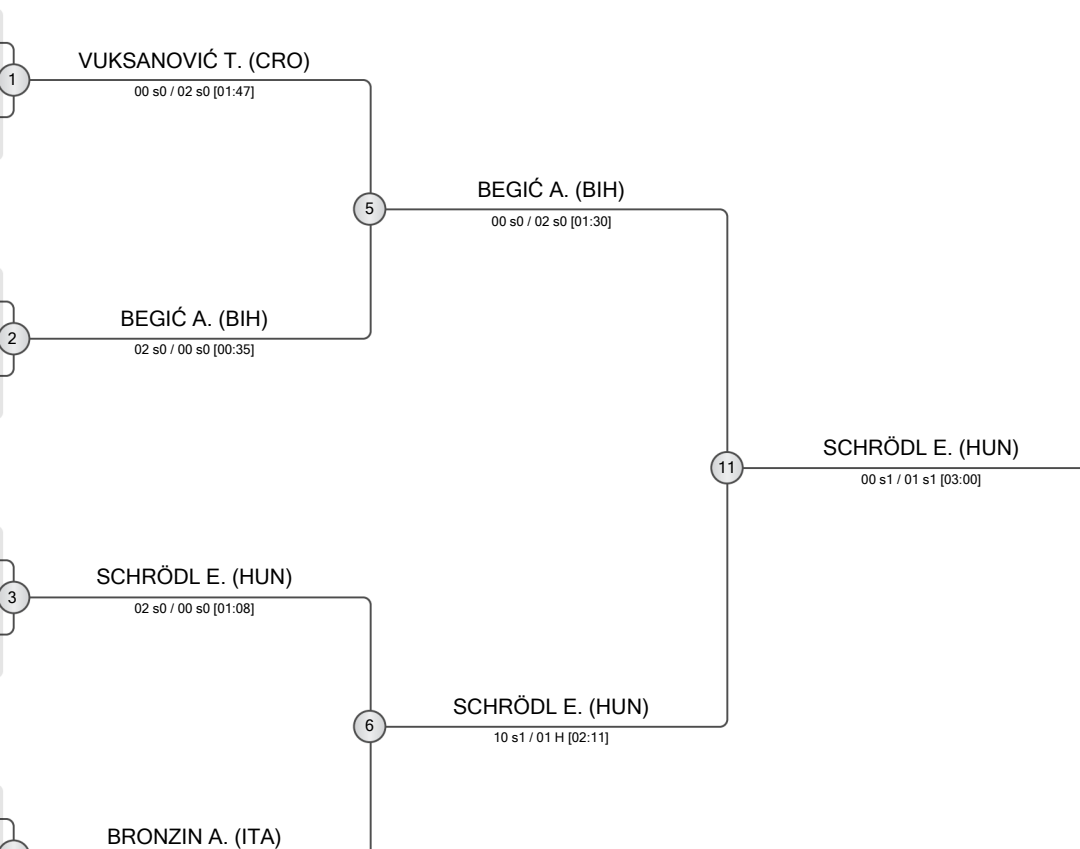 VUKSANOVIĆ T. (CRO)
1
00 s0 / 02 s0 [01:47]
BEGIĆ A. (BIH)
5
00 s0 / 02 s0 [01:30]
BEGIĆ A. (BIH)
2
02 s0 / 00 s0 [00:35]
SCHRÖDL E. (HUN)
11
00 s1 / 01 s1 [03:00]
SCHRÖDL E. (HUN)
3
02 s0 / 00 s0 [01:08]
SCHRÖDL E. (HUN)
6
10 s1 / 01 H [02:11]
BRONZIN A. (ITA)